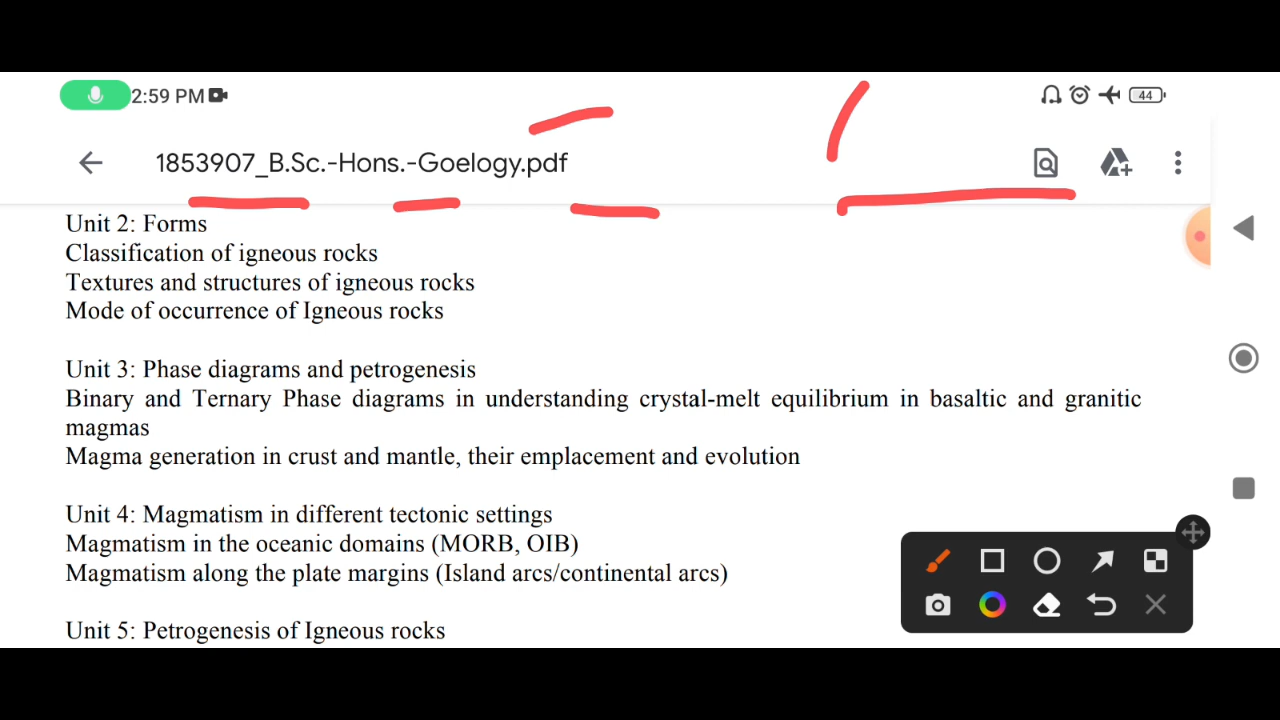 2:59 PM
44
1853907_B.Sc.-Hons.-Goelogy.pdf
Unit 2: Forms
Classification of igneous rocks
Textures and structures of igneous rocks
Mode of occurrence of Igneous rocks
Unit 3: Phase diagrams and petrogenesis
Binary and Ternary Phase diagrams in understanding crystal-melt equilibrium in basaltic and granitic
magmas
Magma generation in crust and mantle, their emplacement and evolution
Unit 4: Magmatism in different tectonic settings
Magmatism in the oceanic domains (MORB, OIB)
Magmatism along the plate margins (Island arcs/continental arcs)
Unit 5: Petrogenesis of Igneous rocks